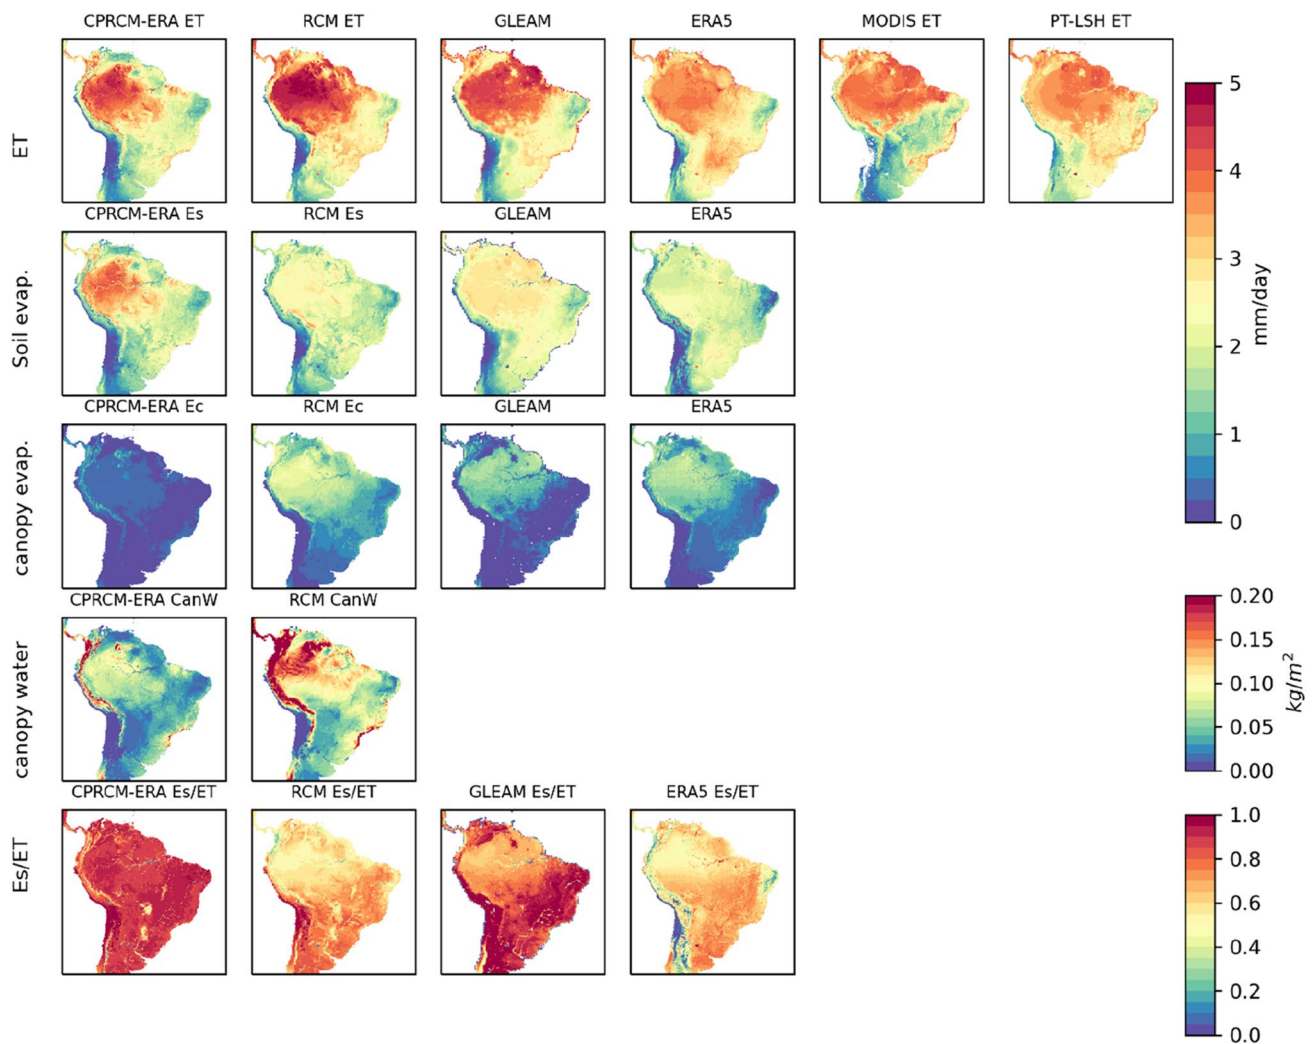 CPRCM-ERA ET RCM ET GLEAM ERA5 MODIS ET PT-LSH ET
ET
CPRCM-ERA Es RCM Es GLEAM ERA5
Soil evap.
CPRCM-ERA Ec RCM Ec GLEAM ERA5
canopy evap.
CPRCM-ERA CanW RCM CanW
canopy water
CPRCM-ERA Es/ET RCM Es/ET GLEAM Es/ET ERA5 Es/ET
Es/ET
5
4
3
2
1
0
mm/day
0.20
0.15
0.10
0.05
0.00
kg/m²
1.0
0.8
0.6
0.4
0.2
0.0